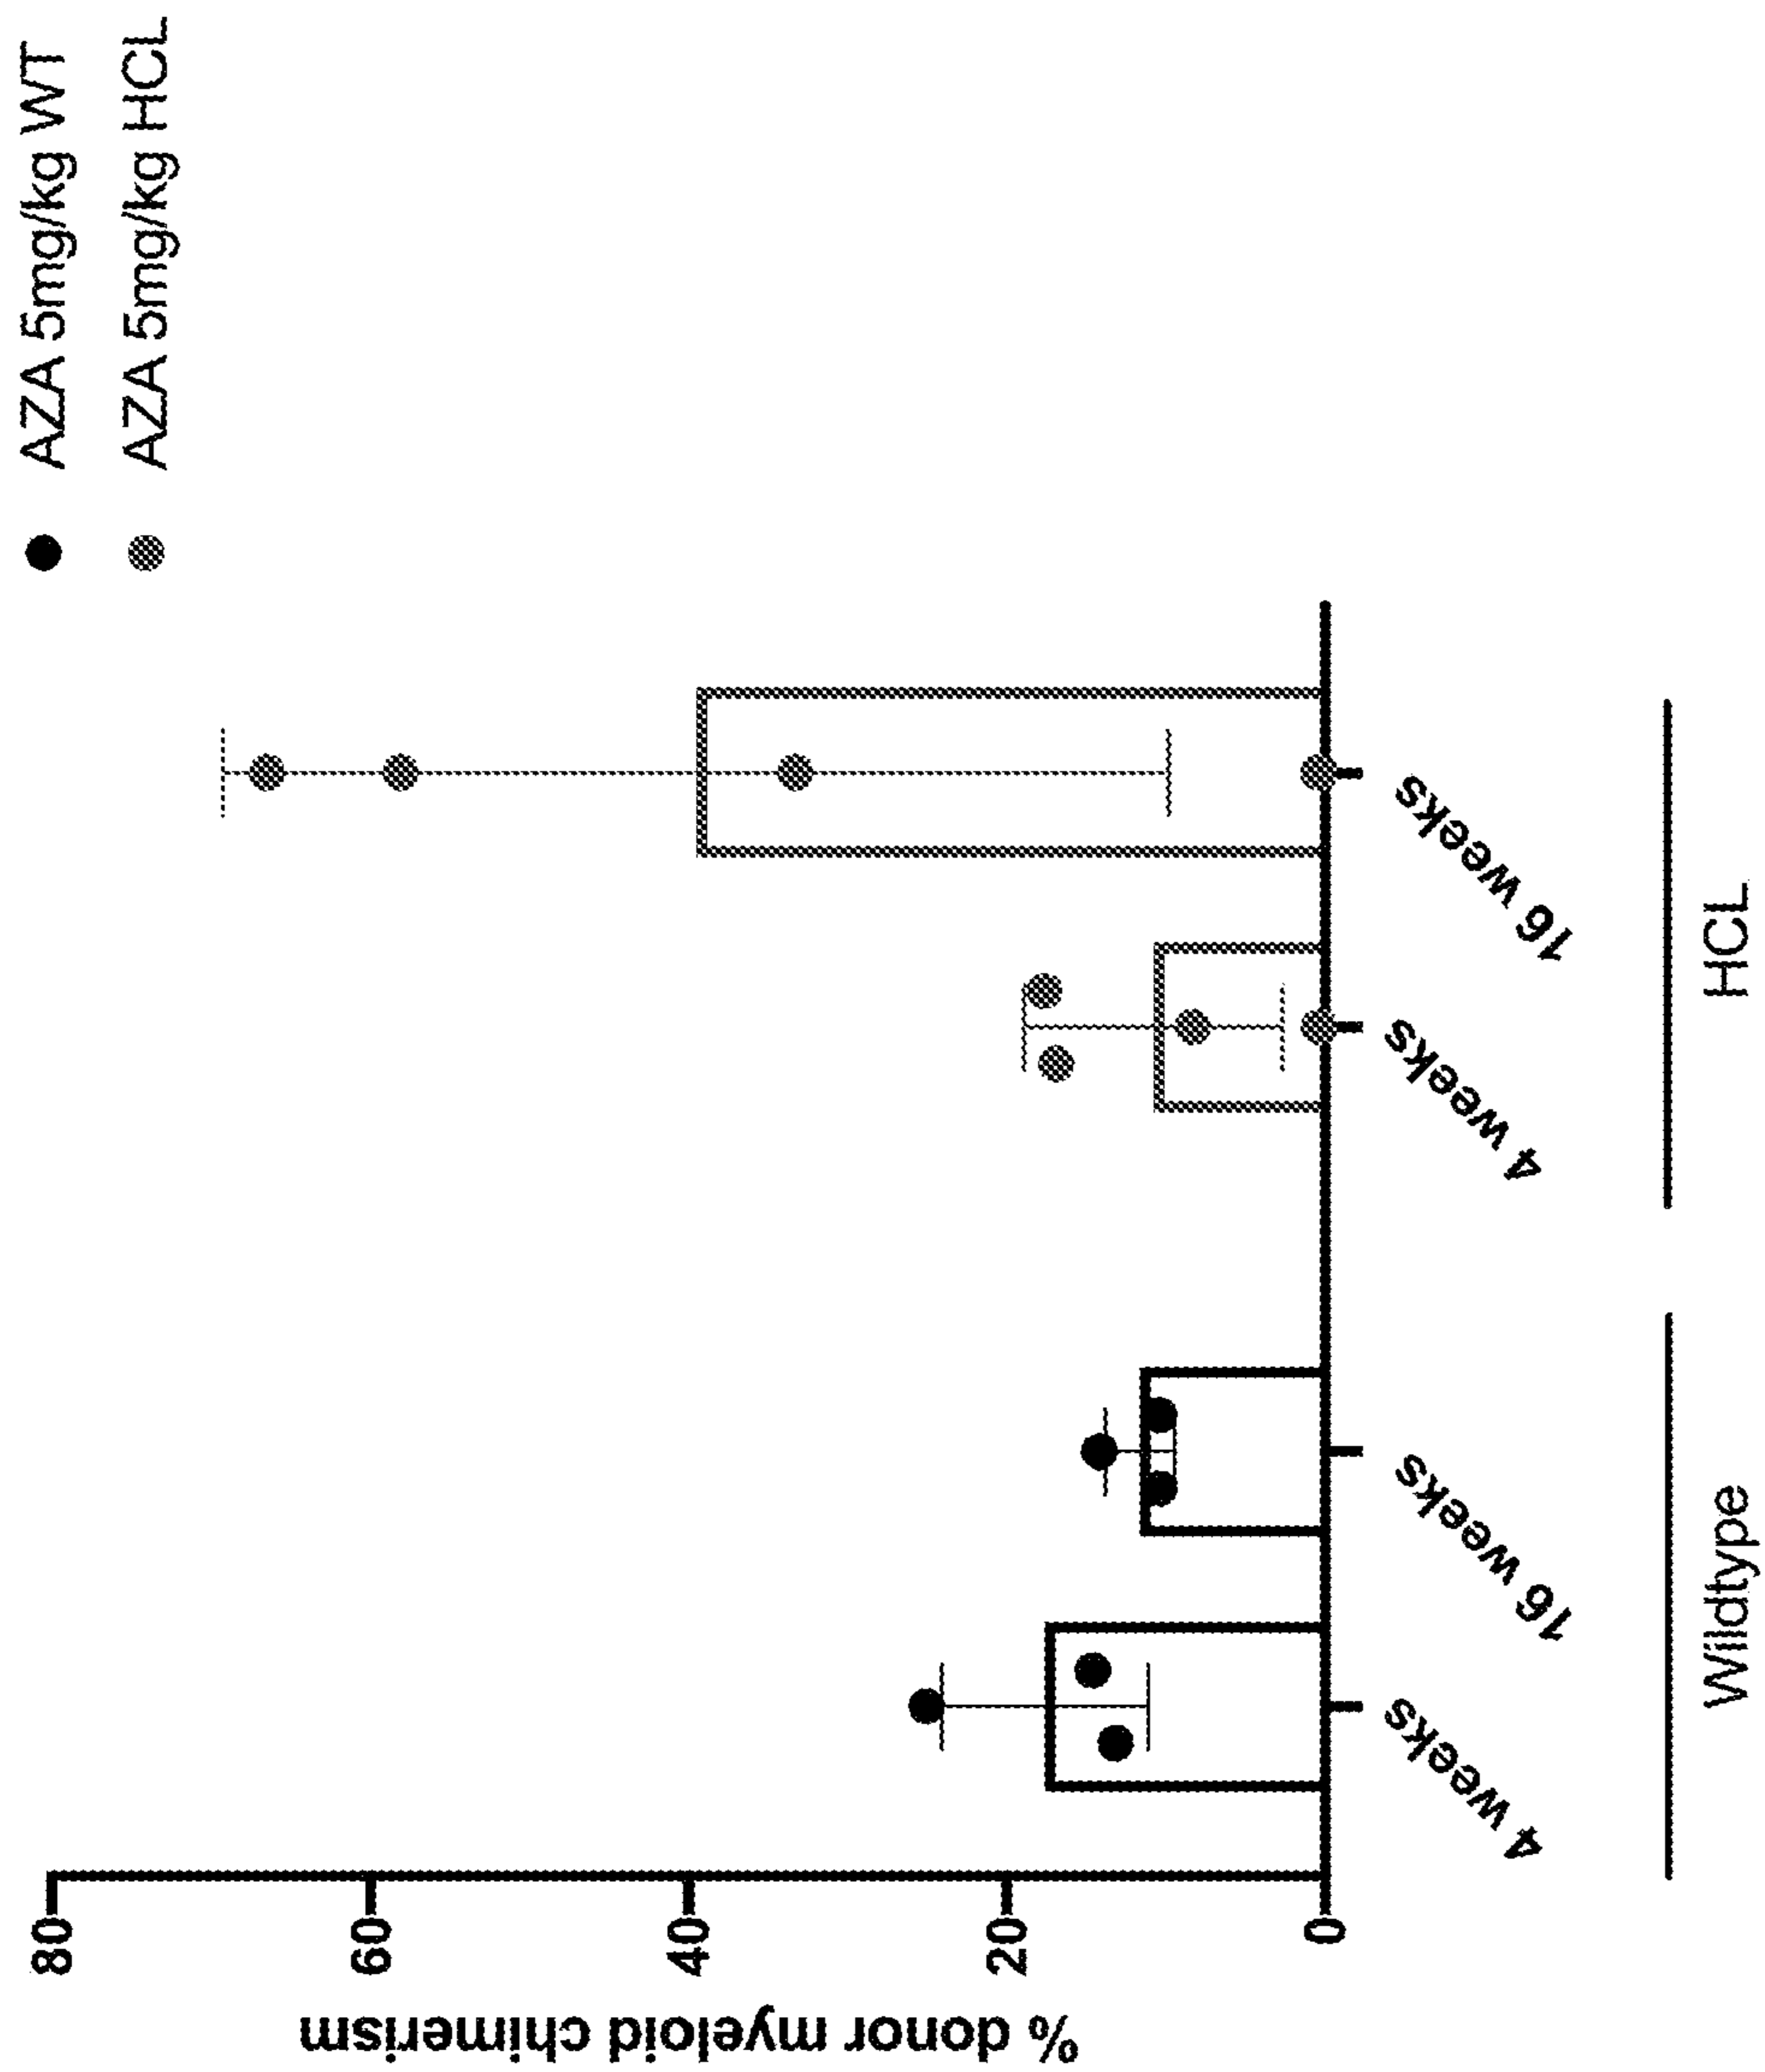 AZA 5mg/kg WT
AZA 5mg/kg HCL
% donor myeloid chimerism
80
60
40
20
0
4 weeks
16 weeks
4 weeks
16 weeks
Wildtype
HCL